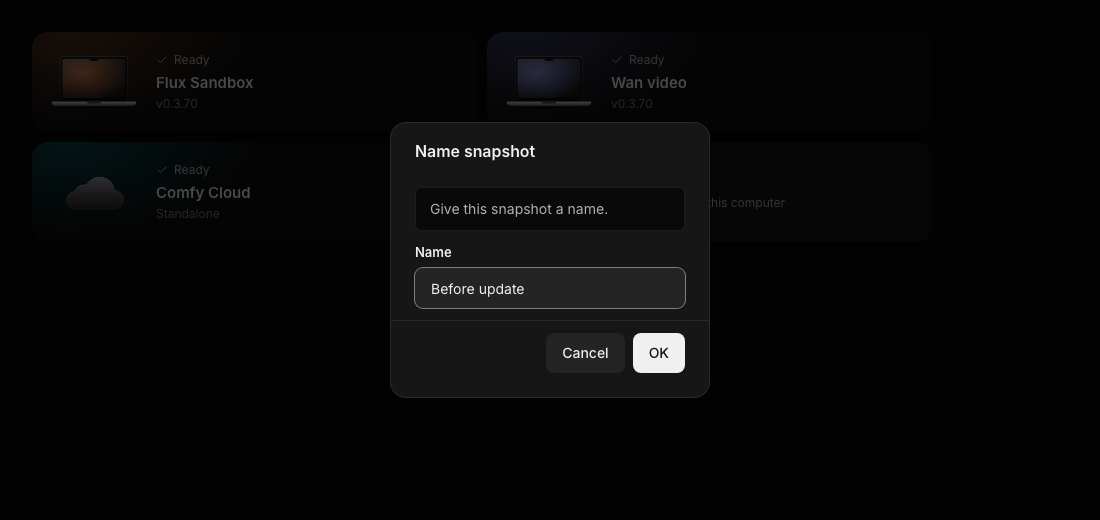 Ready
Flux Sandbox
v0.3.70
Ready
Wan video
v0.3.70
Ready
Comfy Cloud
Standalone
this computer
Name snapshot
Give this snapshot a name.
Name
Before update
Cancel
OK